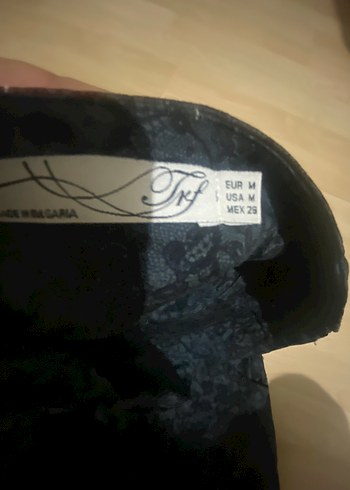 Trf
EUR M
USA M
MEX 28
MADE IN BULGARIA